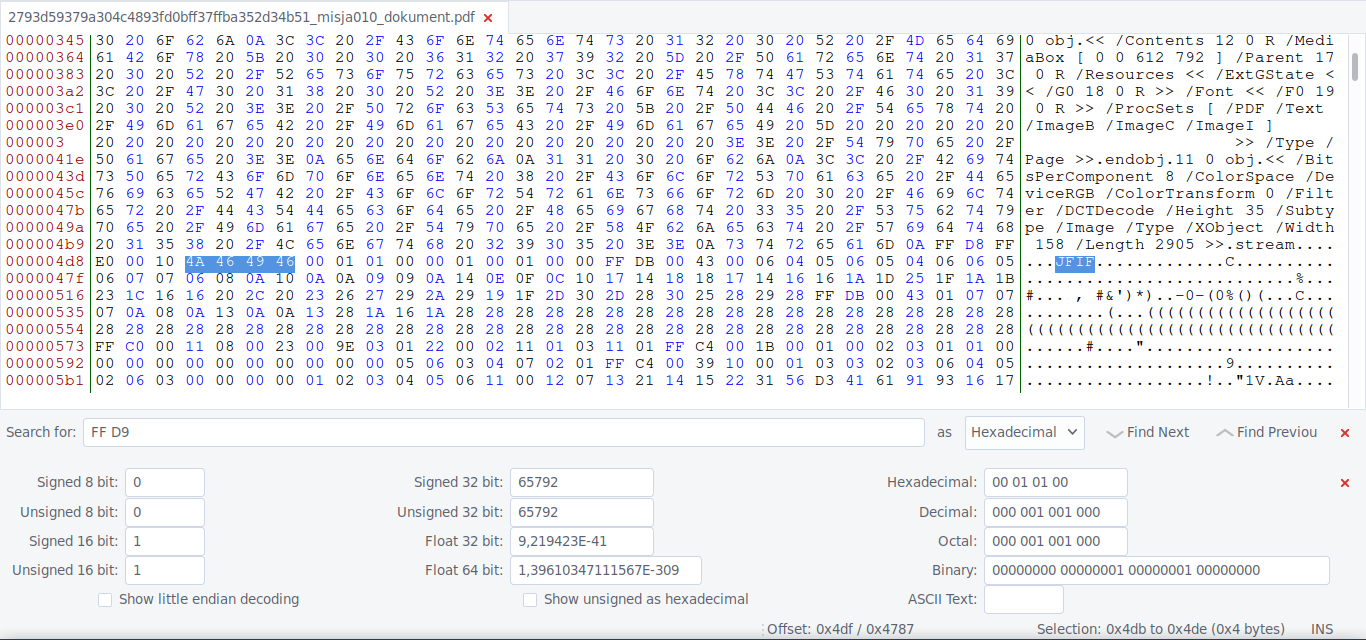 2793d59379a304c4893fd0bff37ffba352d34b51_misja010_dokument.pdf ×
00000345 30 20 6F 62 6A 0A 3C 3C 20 2F 43 6F 6E 74 65 6E 74 73 20 31 32 20 30 20 52 20 2F 4D 65 64 69 0 obj.<< /Contents 12 0 R /Medi
00000364 61 42 6F 78 20 5B 20 30 20 30 20 36 31 32 20 37 39 32 20 5D 20 2F 50 61 72 65 6E 74 20 31 37 aBox [ 0 0 612 792 ] /Parent 17
00000383 20 30 20 52 20 2F 52 65 73 6F 75 72 63 65 73 20 3C 3C 20 2F 45 78 74 47 53 74 61 74 65 20 3C  0 R /Resources << /ExtGState <
000003a2 3C 20 2F 47 30 20 31 38 20 30 20 52 20 3E 3E 20 2F 46 6F 6E 74 20 3C 3C 20 2F 46 30 20 31 39 < /G0 18 0 R >> /Font << /F0 19
000003c1 20 30 20 52 20 3E 3E 20 2F 50 72 6F 63 53 65 74 73 20 5B 20 2F 50 44 46 20 2F 54 65 78 74 20  0 R >> /ProcSets [ /PDF /Text
000003e0 2F 49 6D 61 67 65 42 20 2F 49 6D 61 67 65 43 20 2F 49 6D 61 67 65 49 20 5D 20 20 20 20 20 20 /ImageB /ImageC /ImageI ]
000003 20 20 20 20 20 20 20 20 20 20 20 20 20 20 20 20 20 20 20 20 20 3E 3E 20 2F 54 79 70 65 20 2F >> /Type /
0000041e 50 61 67 65 20 3E 3E 0A 65 6E 64 6F 62 6A 0A 31 31 20 30 20 6F 62 6A 0A 3C 3C 20 2F 42 69 74 Page >>.endobj.11 0 obj.<< /Bit
0000043d 73 50 65 72 43 6F 6D 70 6F 6E 65 6E 74 20 38 20 2F 43 6F 6C 6F 72 53 70 61 63 65 20 2F 44 65 sPerComponent 8 /ColorSpace /De
0000045c 76 69 63 65 52 47 42 20 2F 43 6F 6C 6F 72 54 72 61 6E 73 66 6F 72 6D 20 30 20 2F 46 69 6C 74 viceRGB /ColorTransform 0 /Filt
0000047b 65 72 20 2F 44 43 54 44 65 63 6F 64 65 20 2F 48 65 69 67 68 74 20 33 35 20 2F 53 75 62 74 79 er /DCTDecode /Height 35 /Subty
0000049a 70 65 20 2F 49 6D 61 67 65 20 2F 54 79 70 65 20 2F 58 4F 62 6A 65 63 74 20 2F 57 69 64 74 68 pe /Image /Type /XObject /Width
000004b9 20 31 35 38 20 2F 4C 65 6E 67 74 68 20 32 39 30 35 20 3E 3E 0A 73 74 72 65 61 6D 0A FF D8 FF  158 /Length 2905 >>.stream....
000004d8 E0 00 10 4A 46 49 46 00 01 01 00 00 01 00 01 00 00 FF DB 00 43 00 06 04 05 06 05 04 06 06 05 ...JFIF.............C..........
0000047f 06 07 07 06 08 0A 10 0A 0A 09 09 0A 14 0E 0F 0C 10 17 14 18 18 17 14 16 16 1A 1D 25 1F 1A 1B ...........................%...
00000516 23 1C 16 16 20 2C 20 23 26 27 29 2A 29 19 1F 2D 30 2D 28 30 25 28 29 28 FF DB 00 43 01 07 07 #... , #&')*)..-0-(0%()(...C...
00000535 07 0A 08 0A 13 0A 0A 13 28 1A 16 1A 28 28 28 28 28 28 28 28 28 28 28 28 28 28 28 28 28 28 28 ........(...(((((((((((((((((((
00000554 28 28 28 28 28 28 28 28 28 28 28 28 28 28 28 28 28 28 28 28 28 28 28 28 28 28 28 28 28 28 28 (((((((((((((((((((((((((((((((
00000573 FF C0 00 11 08 00 23 00 9E 03 01 22 00 02 11 01 03 11 01 FF C4 00 1B 00 01 00 02 03 01 01 00 ......#...."...................
00000592 00 00 00 00 00 00 00 00 00 00 05 06 03 04 07 02 01 FF C4 00 39 10 00 01 03 03 02 03 06 04 05 ....................9..........
000005b1 02 06 03 00 00 00 00 01 02 03 04 05 06 11 00 12 07 13 21 14 15 22 31 56 D3 41 61 91 93 16 17 ..................!.."1V.Aa....
Search for: FF D9 as Hexadecimal Find Next Find Previou ×
Signed 8 bit: 0 Signed 32 bit: 65792 Hexadecimal: 00 01 01 00 ×
Unsigned 8 bit: 0 Unsigned 32 bit: 65792 Decimal: 000 001 001 000
Signed 16 bit: 1 Float 32 bit: 9,219423E-41 Octal: 000 001 001 000
Unsigned 16 bit: 1 Float 64 bit: 1,39610347111567E-309 Binary: 00000000 00000001 00000001 00000000
Show little endian decoding Show unsigned as hexadecimal ASCII Text:
Offset: 0x4df / 0x4787 Selection: 0x4db to 0x4de (0x4 bytes) INS